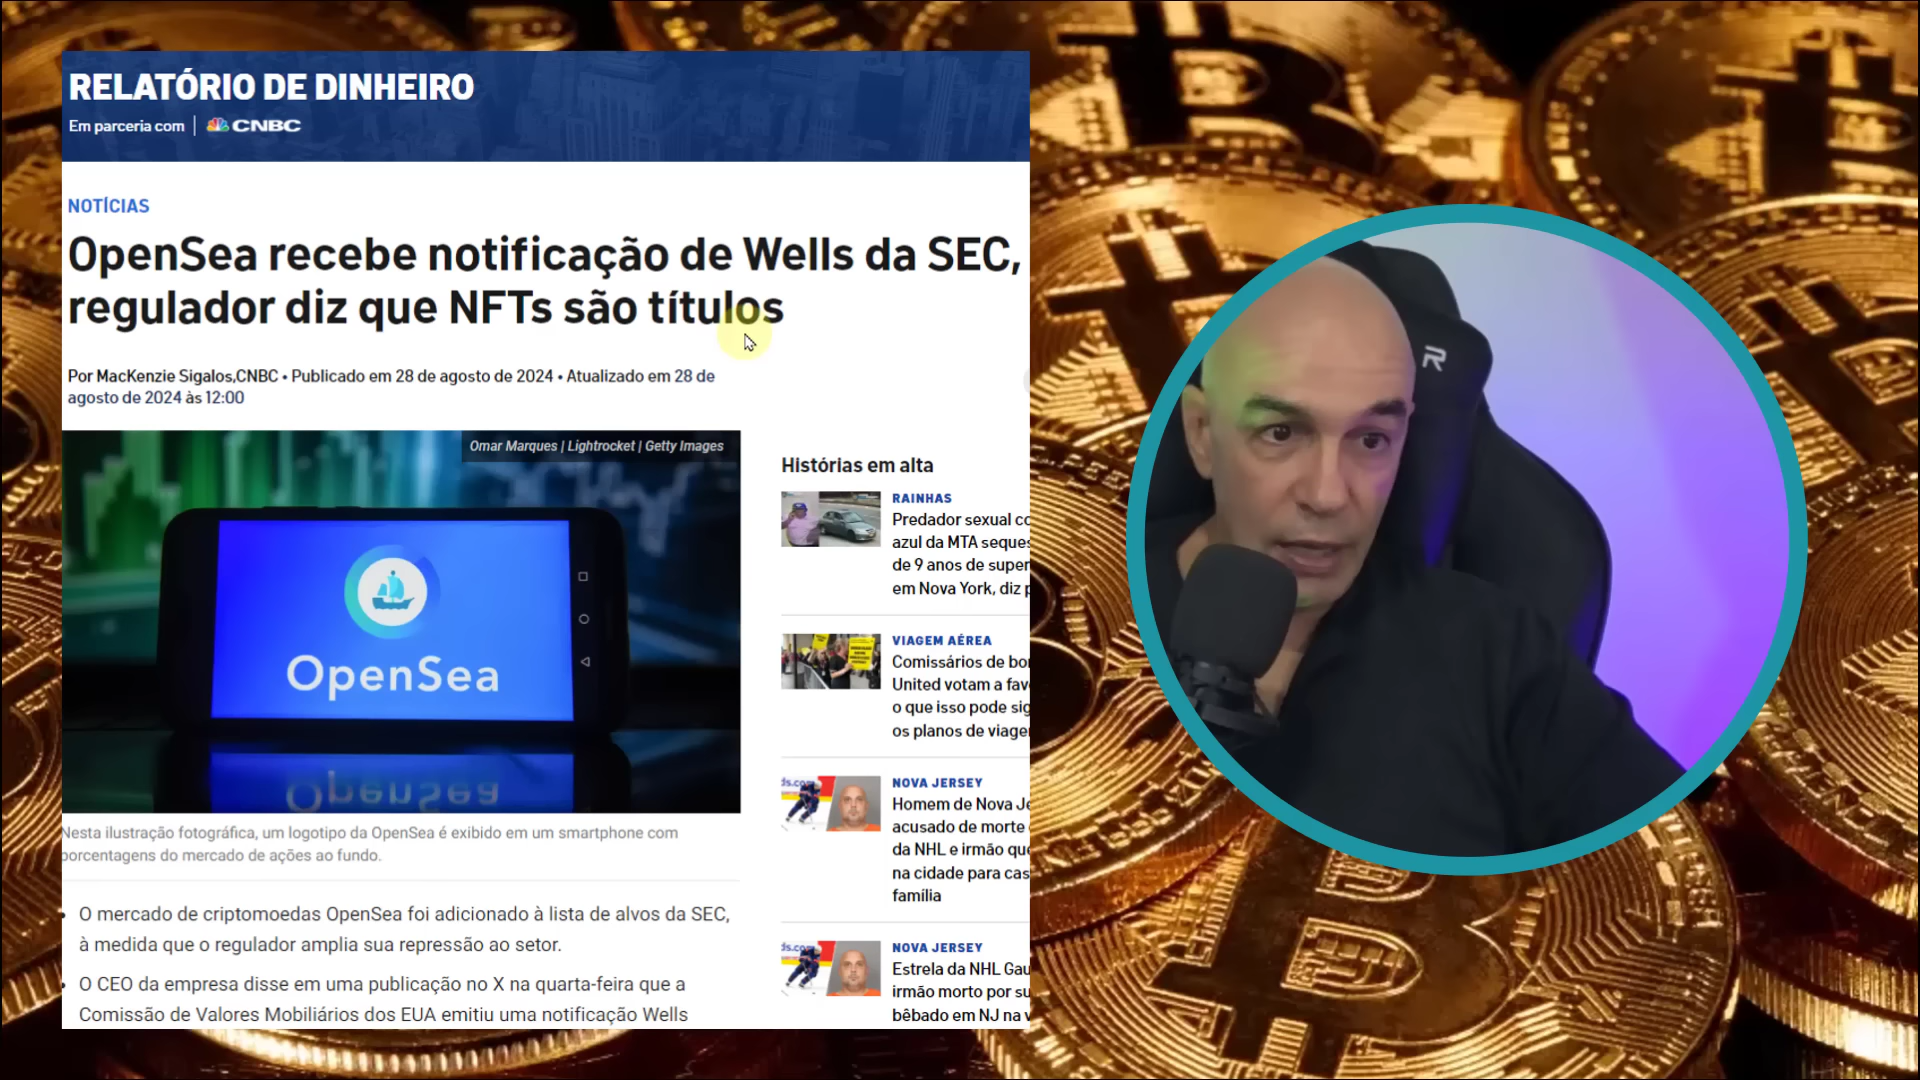 RELATÓRIO DE DINHEIRO
Em parceria com | CNBC
NOTÍCIAS
OpenSea recebe notificação de Wells da SEC,
regulador diz que NFTs são títulos
Por MacKenzie Sigalos,CNBC • Publicado em 28 de agosto de 2024 • Atualizado em 28 de
agosto de 2024 às 12:00
Omar Marques | Lightrocket | Getty Images
OpenSea
Nesta ilustração fotográfica, um logotipo da OpenSea é exibido em um smartphone com
porcentagens do mercado de ações ao fundo.
O mercado de criptomoedas OpenSea foi adicionado à lista de alvos da SEC,
à medida que o regulador amplia sua repressão ao setor.
O CEO da empresa disse em uma publicação no X na quarta-feira que a
Comissão de Valores Mobiliários dos EUA emitiu uma notificação Wells
Histórias em alta
RAINHAS
Predador sexual
azul da MTA
de 9 anos de
em Nova York, diz
VIAGEM AÉREA
Comissários de
United votam a
o que isso pode
os planos de
NOVA JERSEY
Homem de Nova
acusado de morte
da NHL e irmão
na cidade para
família
NOVA JERSEY
Estrela da NHL
irmão morto por
bêbado em NJ na
R